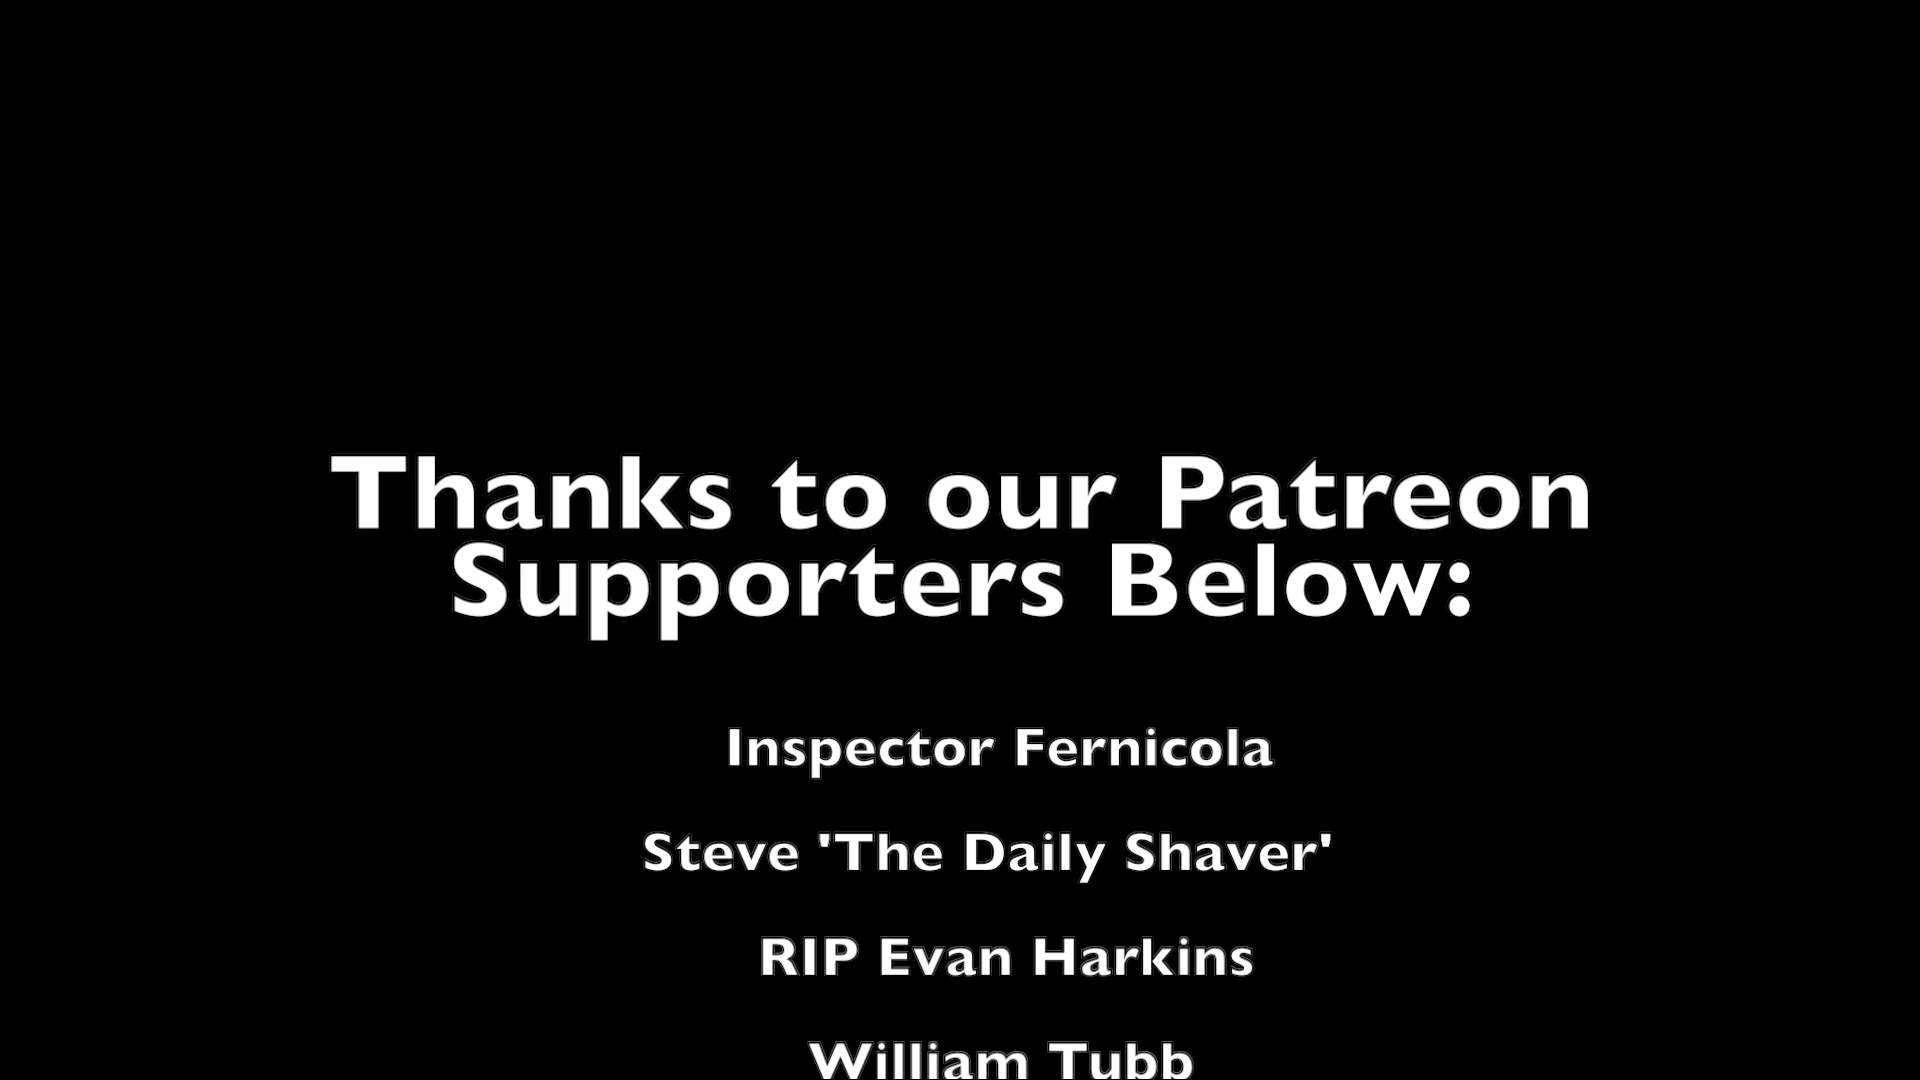 Thanks to our Patreon
Supporters Below:
Inspector Fernicola
Steve 'The Daily Shaver'
RIP Evan Harkins
William Tubb